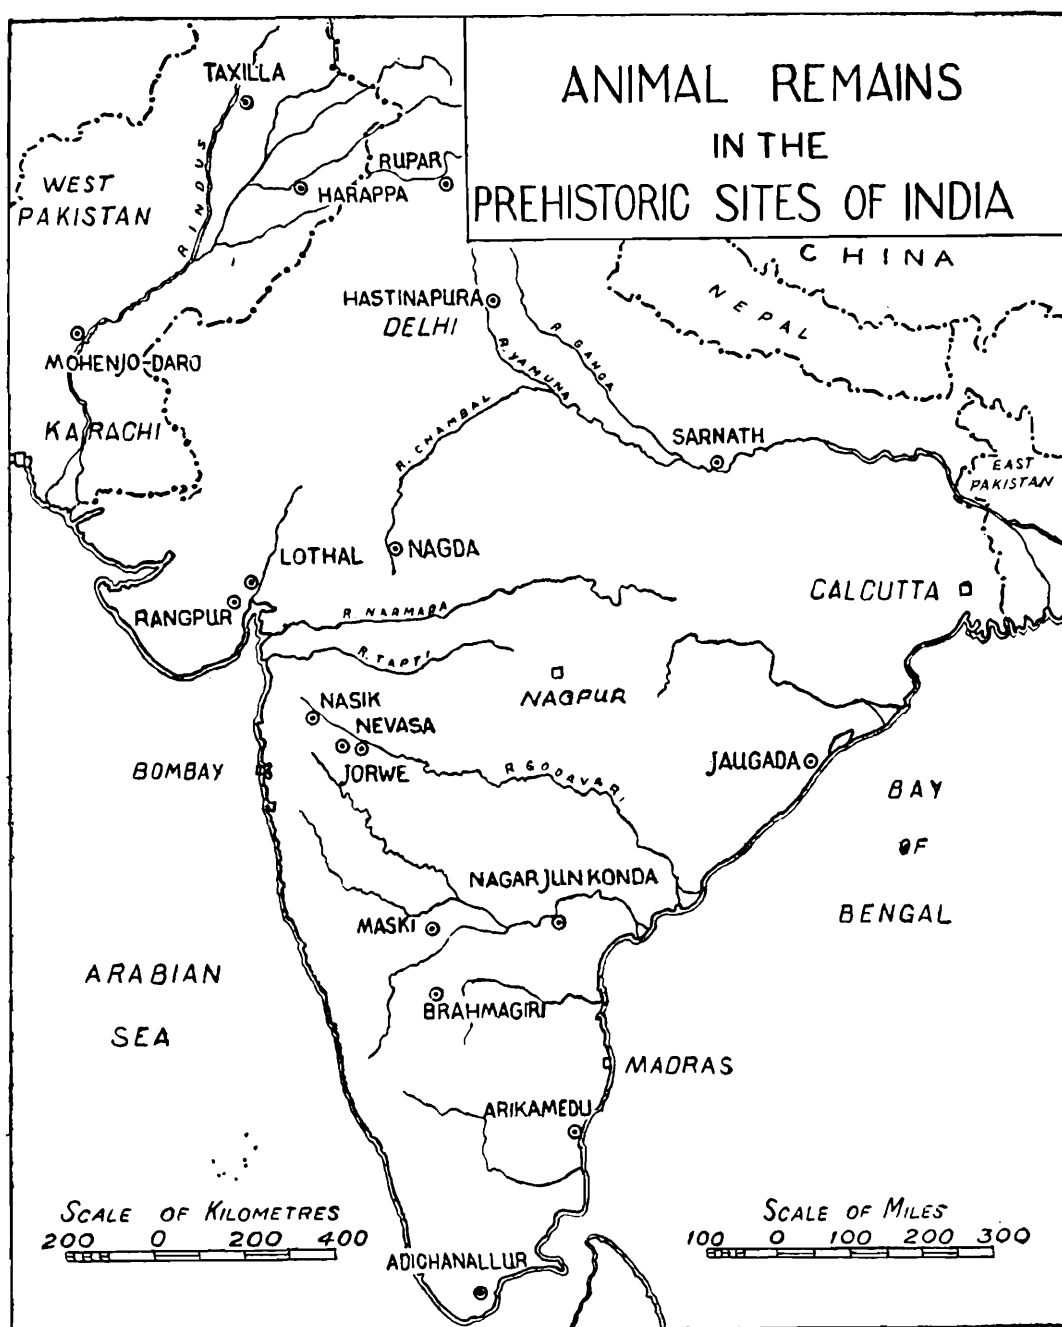 ANIMAL REMAINS
IN THE
PREHISTORIC SITES OF INDIA
TAXILLA
R INDUS
WEST
PAKISTAN
HARAPPA
RUPAR
CHINA
NEPAL
HASTINAPURA
DELHI
MOHENJO-DARO
R. YAMUNA
R. GANGA
KARACHI
R. CHAMBAL
SARNATH
EAST
PAKISTAN
LOTHAL
NAGDA
RANGPUR
CALCUTTA
R. NARMADA
R. TAPTI
NAGPUR
NASIK
NEVASA
JORWE
BOMBAY
R GODAVARI
JAUGADA
BAY
OF
BENGAL
NAGARJUNKONDA
MASKI
ARABIAN
SEA
BRAHMAGIRI
MADRAS
ARIKAMEDU
SCALE OF KILOMETRES
200 0 200 400
SCALE OF MILES
100 0 100 200 300
ADICHANALLUR